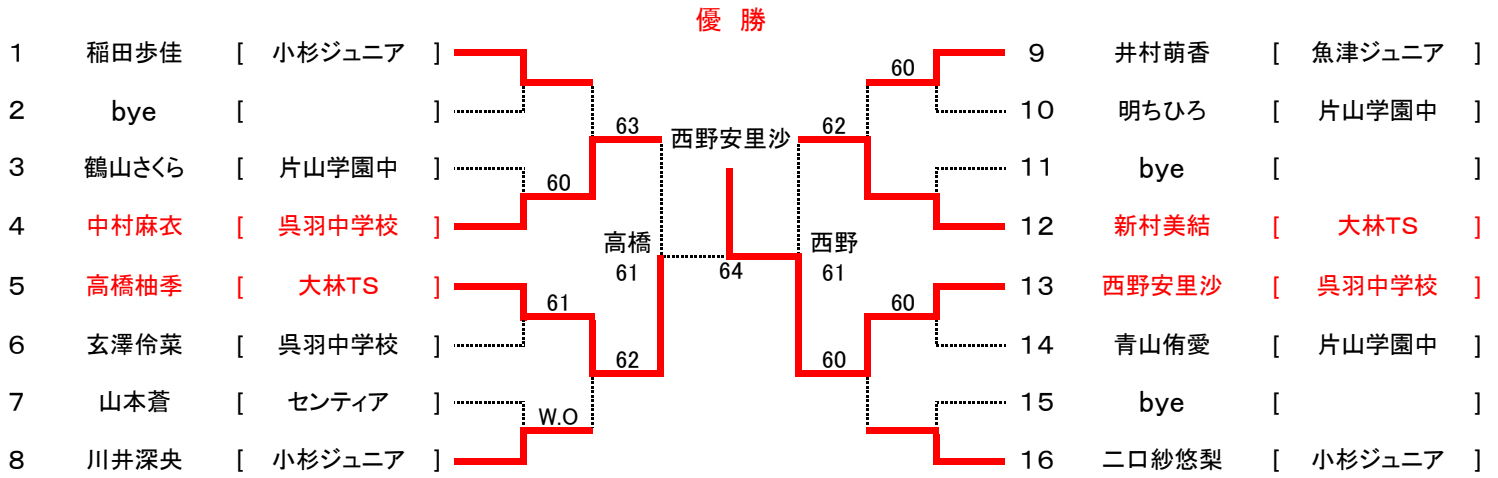 優 勝
1 稲田歩佳 [ 小杉ジュニア ]
2 bye [ ]
3 鶴山さくら [ 片山学園中 ]
4 中村麻衣 [ 呉羽中学校 ]
5 高橋柚季 [ 大林TS ]
6 玄澤伶菜 [ 呉羽中学校 ]
7 山本蒼 [ センティア ]
8 川井深央 [ 小杉ジュニア ]
60
61
W.O
63
62
高橋
61
西野安里沙
64
西野
61
62
60
60
60
9 井村萌香 [ 魚津ジュニア ]
10 明ちひろ [ 片山学園中 ]
11 bye [ ]
12 新村美結 [ 大林TS ]
13 西野安里沙 [ 呉羽中学校 ]
14 青山侑愛 [ 片山学園中 ]
15 bye [ ]
16 二口紗悠梨 [ 小杉ジュニア ]